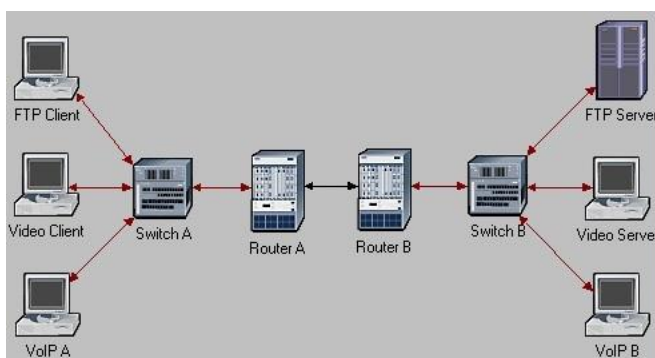 FTP Client
FTP Server
Video Client
Switch A
Router A
Router B
Switch B
Video Server
VoIP A
VoIP B